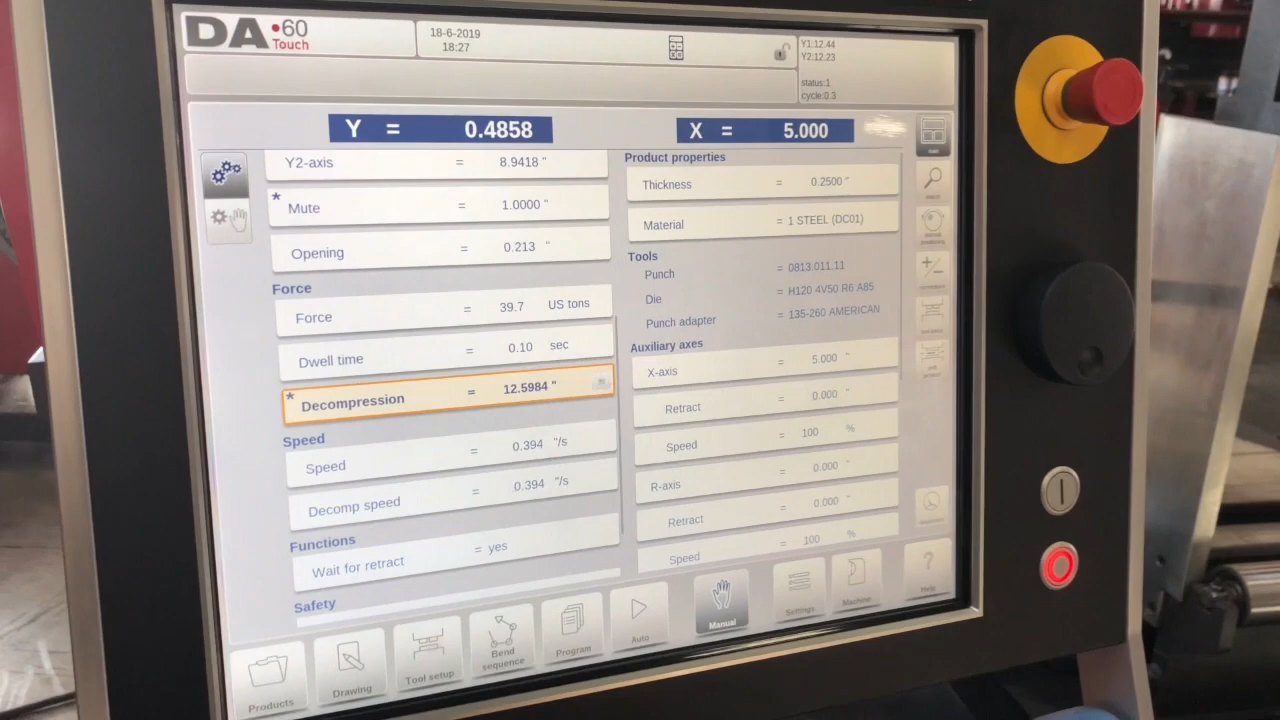 DA•60
Touch
18-6-2019
18:27
Y1:12.44
Y2:12.23
status:1
cycle:0.3
Y = 0.4858
X = 5.000
Y2-axis = 8.9418 "
* Mute = 1.0000 "
Opening = 0.213 "
Force
Force = 39.7 US tons
Dwell time = 0.10 sec
* Decompression = 12.5984 "
Speed
Speed = 0.394 "/s
Decomp speed = 0.394 "/s
Functions
Wait for retract = yes
Safety
Product properties
Thickness = 0.2500 "
Material = 1 STEEL (DC01)
Tools
Punch = 0813.011.11
Die = H120 4V50 R6 A85
Punch adapter = 135-260 AMERICAN
Auxiliary axes
X-axis = 5.000 "
Retract = 0.000 "
Speed = 100 %
R-axis = 0.000 "
Retract = 0.000 "
Speed = 100 %
Products
Drawing
Tool setup
Bend
sequence
Program
Auto
Manual
Settings
Machine
Help